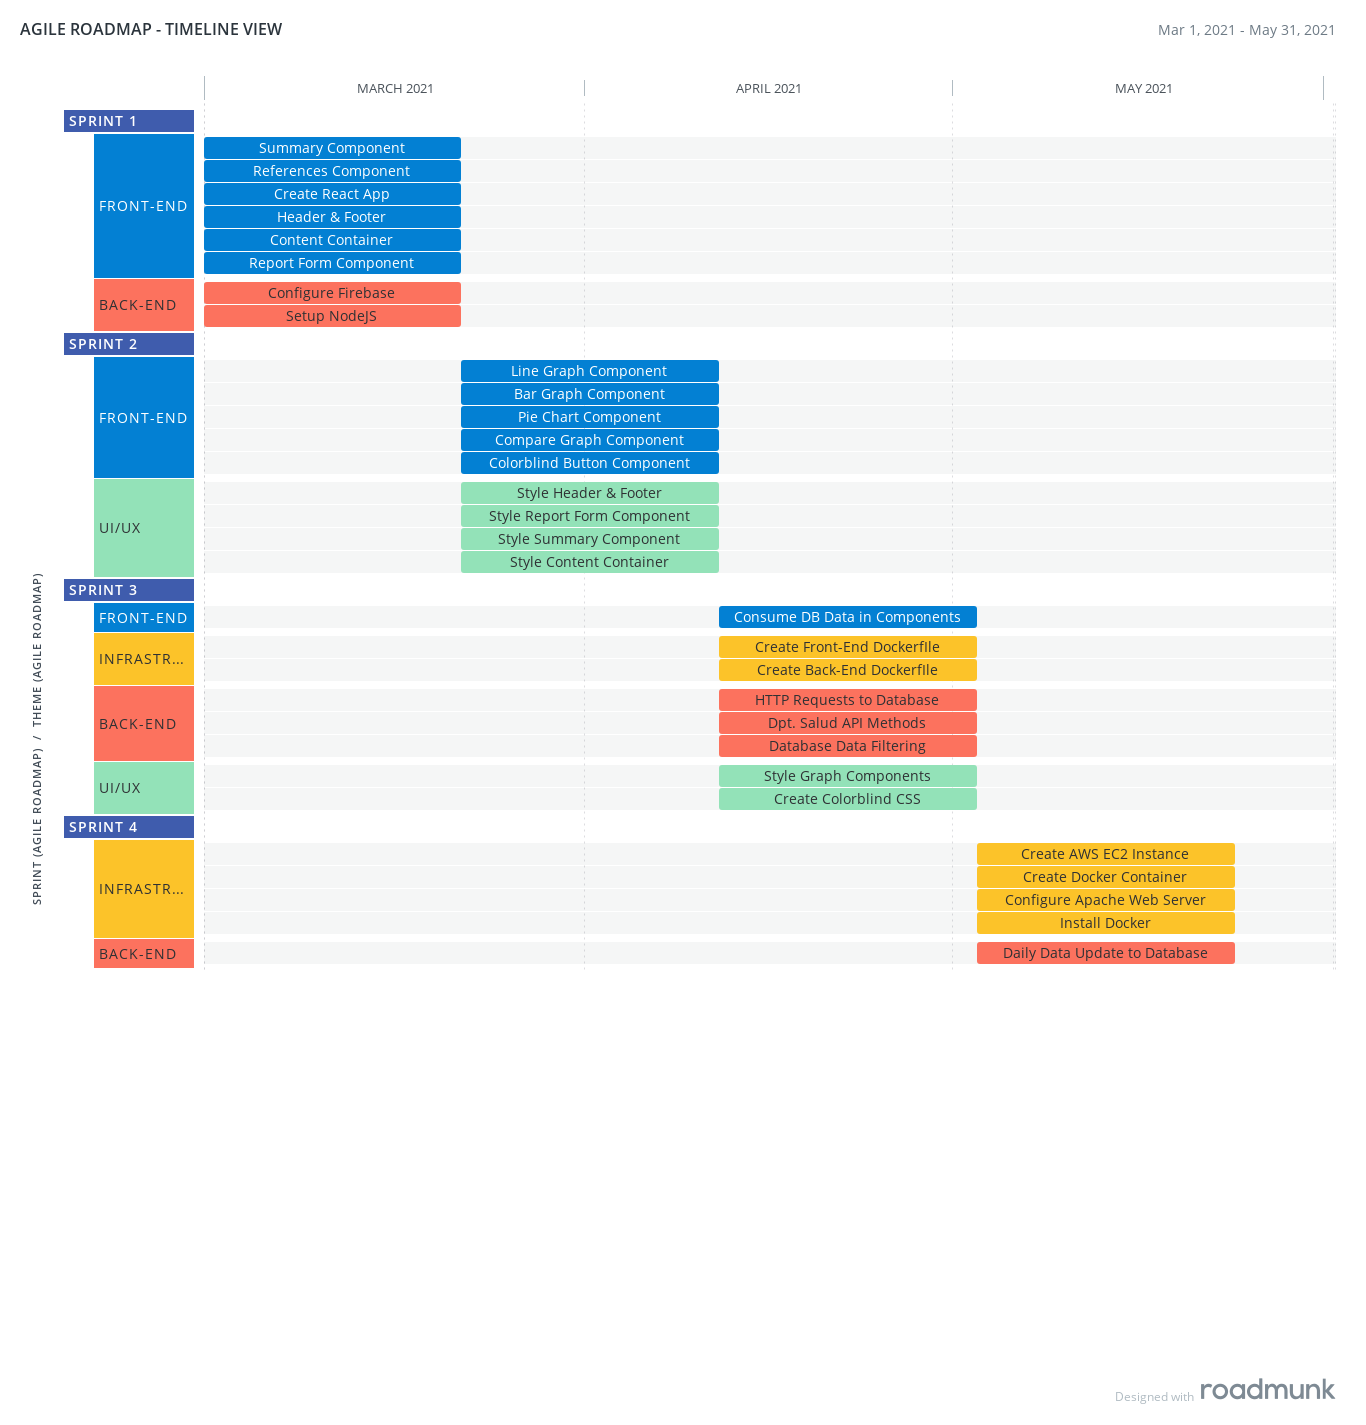 AGILE ROADMAP - TIMELINE VIEW
Mar 1, 2021 - May 31, 2021
MARCH 2021
APRIL 2021
MAY 2021
SPRINT (AGILE ROADMAP) / THEME (AGILE ROADMAP)
SPRINT 1
FRONT-END
Summary Component
References Component
Create React App
Header & Footer
Content Container
Report Form Component
BACK-END
Configure Firebase
Setup NodeJS
SPRINT 2
FRONT-END
Line Graph Component
Bar Graph Component
Pie Chart Component
Compare Graph Component
Colorblind Button Component
UI/UX
Style Header & Footer
Style Report Form Component
Style Summary Component
Style Content Container
SPRINT 3
FRONT-END
Consume DB Data in Components
INFRASTR...
Create Front-End DockerfIle
Create Back-End DockerfIle
BACK-END
HTTP Requests to Database
Dpt. Salud API Methods
Database Data Filtering
UI/UX
Style Graph Components
Create Colorblind CSS
SPRINT 4
INFRASTR...
Create AWS EC2 Instance
Create Docker Container
Configure Apache Web Server
Install Docker
BACK-END
Daily Data Update to Database
Designed with roadmunk